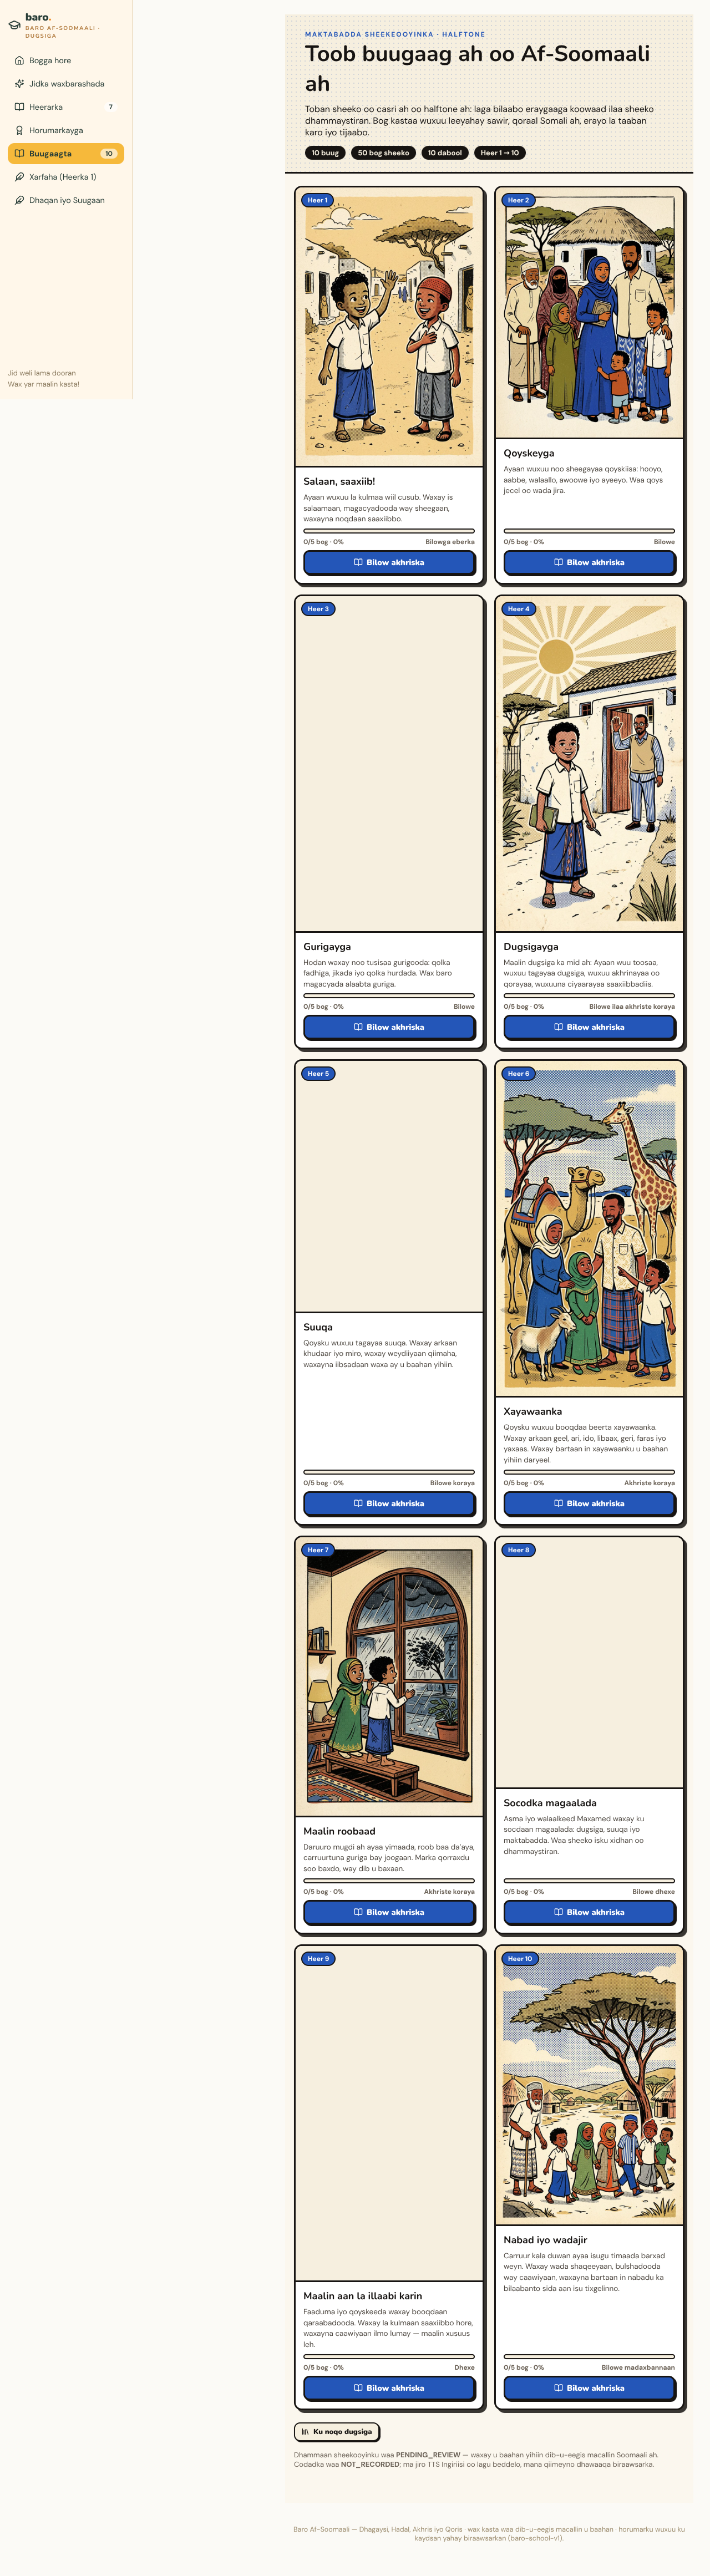 baro.
BARO AF-SOOMAALI ·
DUGSIGA
Bogga hore
Jidka waxbarashada
Heerarka 7
Horumarkayga
Buugaagta 10
Xarfaha (Heerka 1)
Dhaqan iyo Suugaan
Jid weli lama dooran
Wax yar maalin kasta!
MAKTABADDA SHEEKEOOYINKA · HALFTONE
Toob buugaag ah oo Af-Soomaali
ah
Toban sheeko oo casri ah oo halftone ah: laga bilaabo eraygaaga koowaad ilaa sheeko
dhammaystiran. Bog kastaa wuxuu leeyahay sawir, qoraal Somali ah, erayo la taaban
karo iyo tijaabo.
10 buug
50 bog sheeko
10 dabool
Heer 1 → 10
Heer 1
Salaan, saaxiib!
Ayaan wuxuu la kulmaa wiil cusub. Waxay is
salaamaan, magacyadooda way sheegaan,
waxayna noqdaan saaxiibbo.
0/5 bog · 0% Bilowga eberka
Bilow akhriska
Heer 2
Qoyskeyga
Ayaan wuxuu noo sheegayaa qoyskiisa: hooyo,
aabbe, walaallo, awoowe iyo ayeeyo. Waa qoys
jecel oo wada jira.
0/5 bog · 0% Bilowe
Bilow akhriska
Heer 3
Gurigayga
Hodan waxay noo tusisaa gurigooda: qolka
fadhiga, jikada iyo qolka hurdada. Wax baro
magacyada alaabta guriga.
0/5 bog · 0% Bilowe
Bilow akhriska
Heer 4
Dugsigayga
Maalin dugsiga ka mid ah: Ayaan wuu toosaa,
wuxuu tagayaa dugsiga, wuxuu akhrinayaa oo
qorayaa, wuxuuna ciyaarayaa saaxiibbadiis.
0/5 bog · 0% Bilowe ilaa akhriste koraya
Bilow akhriska
Heer 5
Suuqa
Qoysku wuxuu tagayaa suuqa. Waxay arkaan
khudaar iyo miro, waxay weydiiyaan qiimaha,
waxayna iibsadaan waxa ay u baahan yihiin.
0/5 bog · 0% Bilowe koraya
Bilow akhriska
Heer 6
Xayawaanka
Qoysku wuxuu booqdaa beerta xayawaanka.
Waxay arkaan geel, ari, ido, libaax, geri, faras iyo
yaxaas. Waxay bartaan in xayawaanku u baahan
yihiin daryeel.
0/5 bog · 0% Akhriste koraya
Bilow akhriska
Heer 7
Maalin roobaad
Daruuro mugdi ah ayaa yimaada, roob baa da'aya,
carruurtuna guriga bay joogaan. Marka qorraxdu
soo baxdo, way dib u baxaan.
0/5 bog · 0% Akhriste koraya
Bilow akhriska
Heer 8
Socodka magaalada
Asma iyo walaalkeed Maxamed waxay ku
socdaan magaalada: dugsiga, suuqa iyo
maktabadda. Waa sheeko isku xidhan oo
dhammaystiran.
0/5 bog · 0% Bilowe dhexe
Bilow akhriska
Heer 9
Maalin aan la illaabi karin
Faaduma iyo qoyskeeda waxay booqdaan
qaraabadooda. Waxay la kulmaan saaxiibbo hore,
waxayna caawiyaan ilmo lumay — maalin xusuus
leh.
0/5 bog · 0% Dhexe
Bilow akhriska
Heer 10
Nabad iyo wadajir
Carruur kala duwan ayaa isugu timaada barxad
weyn. Waxay wada shaqeeyaan, bulshadooda
way caawiyaan, waxayna bartaan in nabadu ka
bilaabanto sida aan isu tixgelinno.
0/5 bog · 0% Bilowe madaxbannaan
Bilow akhriska
Ku noqo dugsiga
Dhammaan sheekooyinku waa PENDING_REVIEW — waxay u baahan yihiin dib-u-eegis macallin Soomaali ah.
Codadka waa NOT_RECORDED: ma jiro TTS Ingiriisi oo lagu beddelo, mana qiimeyno dhawaaqa biraawsarka.
Baro Af-Soomaali — Dhagaysi, Hadal, Akhris iyo Qoris · wax kasta waa dib-u-eegis macallin u baahan · horumarku wuxuu ku
kaydsan yahay biraawsarkan (baro-school-v1).